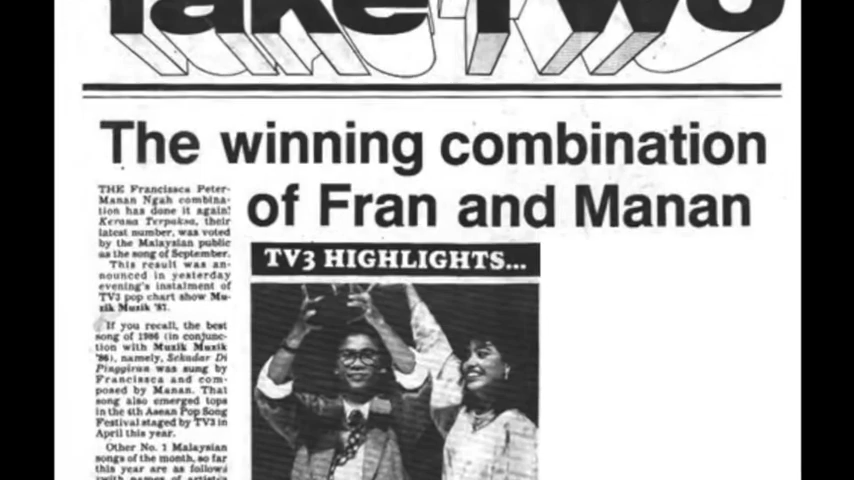 Take Two
The winning combination
of Fran and Manan
THE Francissca Peter-
Manan Ngah combina-
tion has done it again!
Kerana Terpaksa, their
latest number, was voted
by the Malaysian public
as the song of September.
This result was an-
nounced in yesterday
evening's instalment of
TV3 pop chart show Mu-
zik Muzik '87.
If you recall, the best
song of 1986 (in conjunc-
tion with Muzik Muzik
'86), namely, Sekadar Di
Pinggiran was sung by
Francissca and com-
posed by Manan. That
song also emerged tops
in the 4th Asean Pop Song
Festival staged by TV3 in
April this year.
Other No. 1 Malaysian
songs of the month, so far
this year are as follows
(with names of artistes
TV3 HIGHLIGHTS...